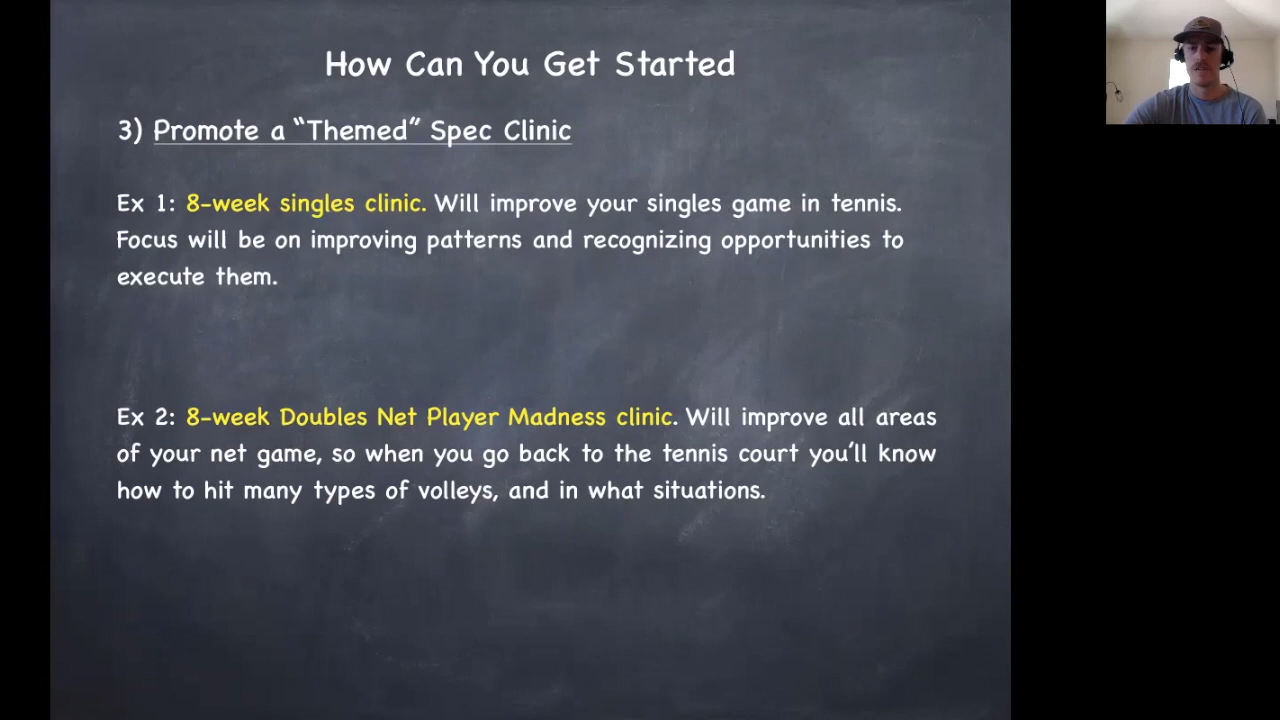 How Can You Get Started
3) Promote a “Themed” Spec Clinic
Ex 1: 8-week singles clinic. Will improve your singles game in tennis.
Focus will be on improving patterns and recognizing opportunities to
execute them.
Ex 2: 8-week Doubles Net Player Madness clinic. Will improve all areas
of your net game, so when you go back to the tennis court you’ll know
how to hit many types of volleys, and in what situations.